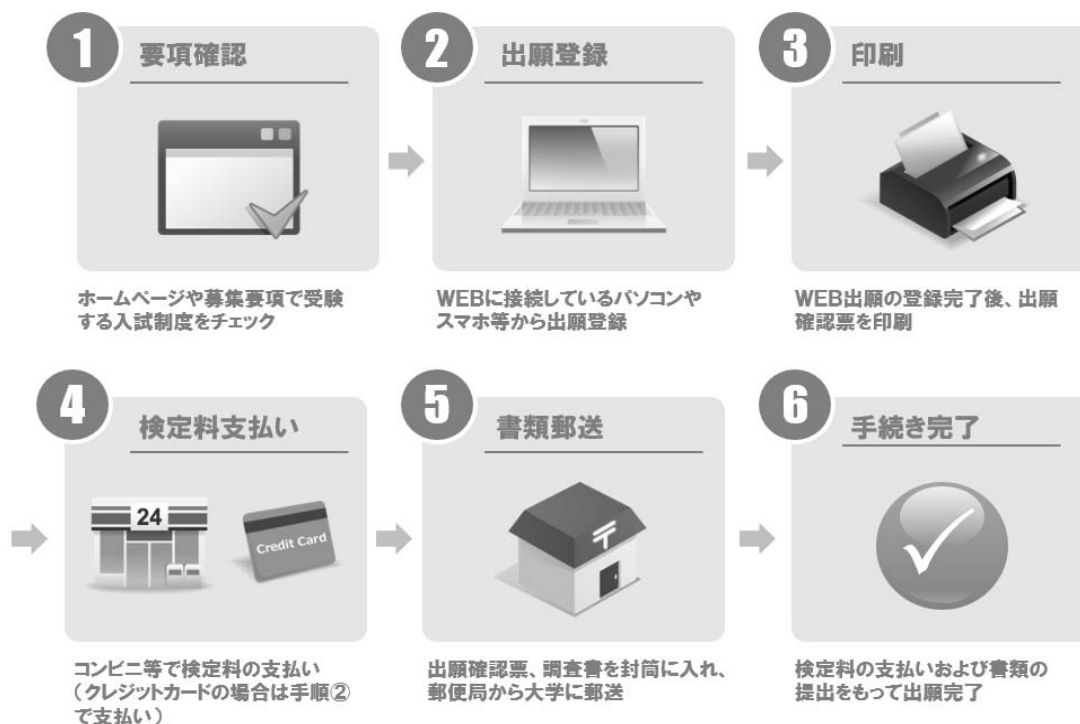 1 要項確認
ホームページや募集要項で受験
する入試制度をチェック
2 出願登録
WEBに接続しているパソコンや
スマホ等から出願登録
3 印刷
WEB出願の登録完了後、出願
確認票を印刷
4 検定料支払い
24
Credit Card
コンビニ等で検定料の支払い
（クレジットカードの場合は手順②
で支払い）
5 書類郵送
〒
出願確認票、調査書を封筒に入れ、
郵便局から大学に郵送
6 手続き完了
検定料の支払いおよび書類の
提出をもって出願完了